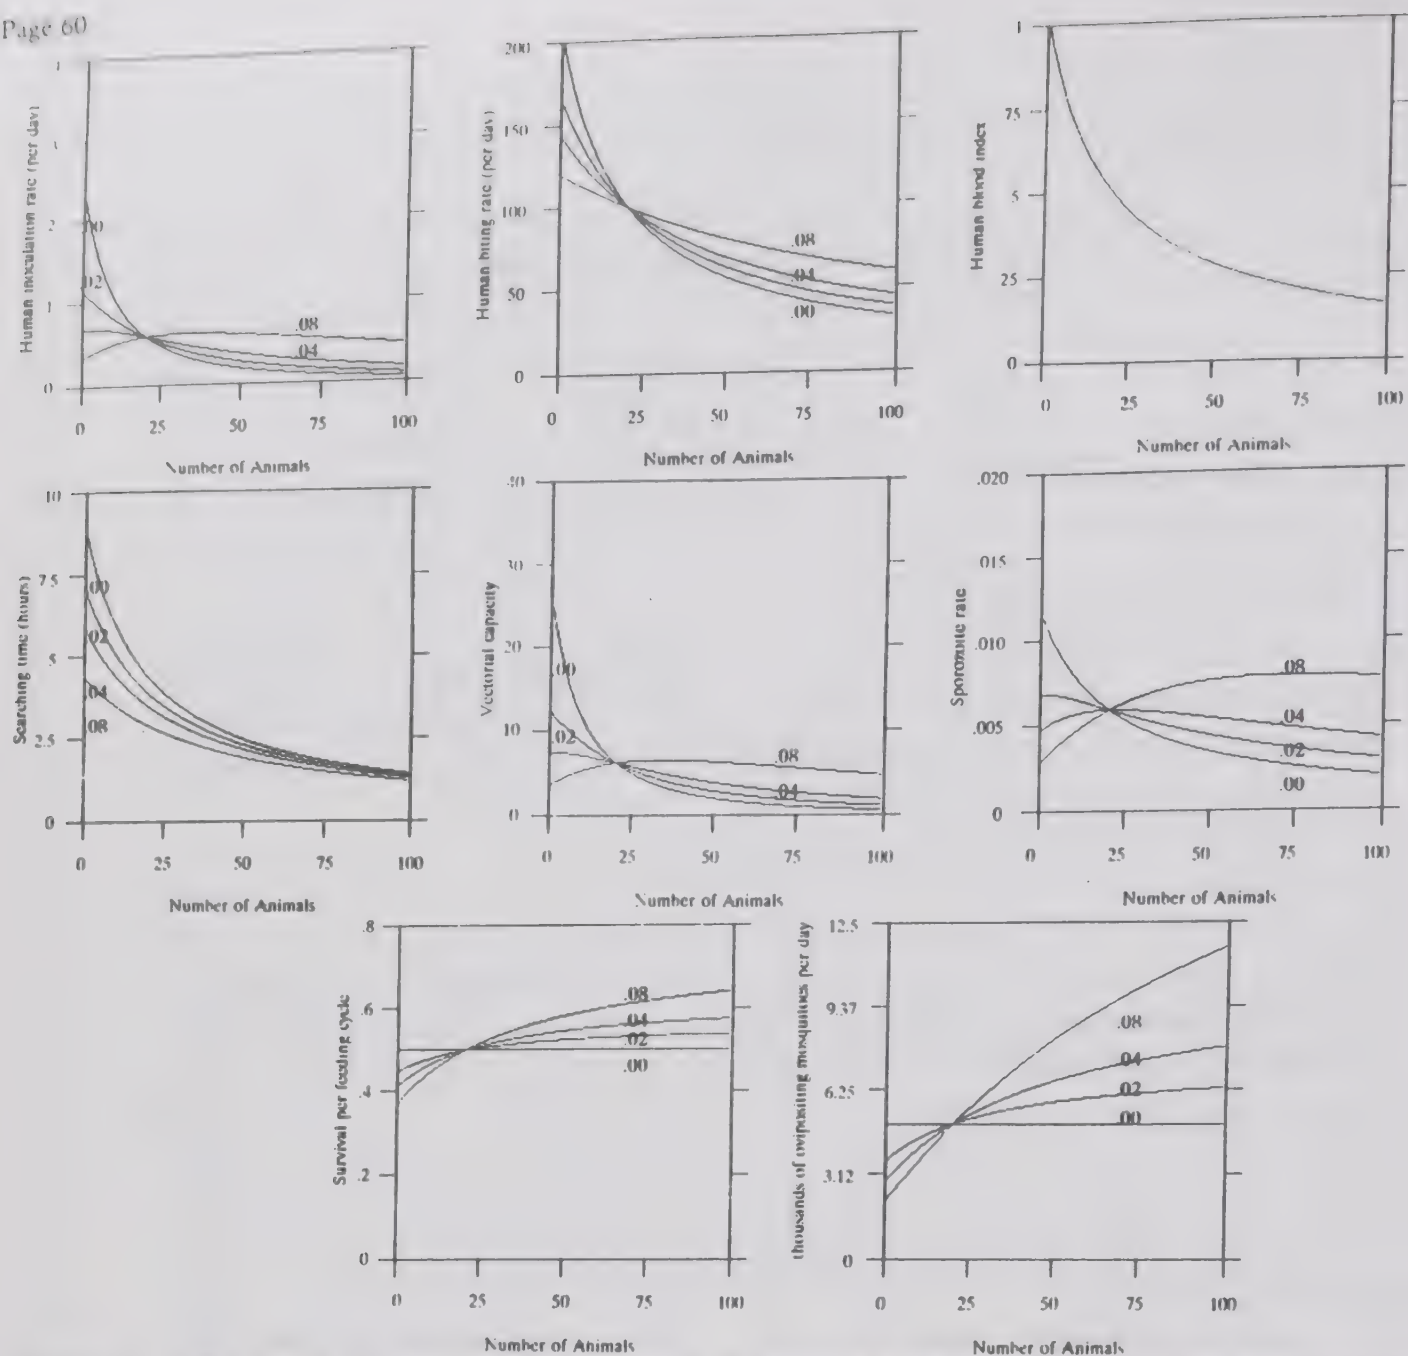 Page 60
Human inoculation rate (per day)
2
1
0
.00
.02
.08
.04
0 25 50 75 100
Number of Animals
Human biting rate (per day)
200
150
100
50
0
.08
.04
.00
0 25 50 75 100
Number of Animals
Human blood index
1
75
5
25
0
0 25 50 75 100
Number of Animals
Searching time (hours)
10
7.5
5
2.5
0
.00
.02
.04
.08
0 25 50 75 100
Number of Animals
Vectorial capacity
40
30
20
10
0
.00
.02
.08
.04
0 25 50 75 100
Number of Animals
Sporozoite rate
.020
.015
.010
.005
0
.08
.04
.02
.00
0 25 50 75 100
Number of Animals
Survival per feeding cycle
.8
.6
.4
.2
0
.08
.04
.02
.00
0 25 50 75 100
Number of Animals
thousands of ovipositing mosquitoes per day
12.5
9.37
6.25
3.12
0
.08
.04
.02
.00
0 25 50 75 100
Number of Animals